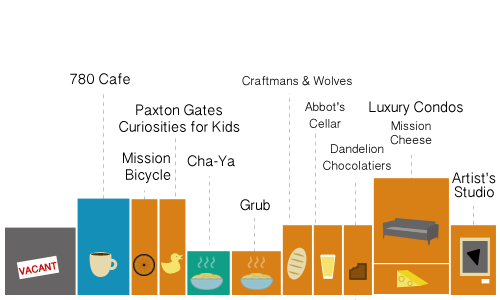 780 Cafe
Craftmans & Wolves
Paxton Gates
Curiosities for Kids
Abbot's
Cellar
Luxury Condos
Mission
Cheese
Mission
Bicycle
Cha-Ya
Dandelion
Chocolatiers
Artist's
Studio
Grub
VACANT